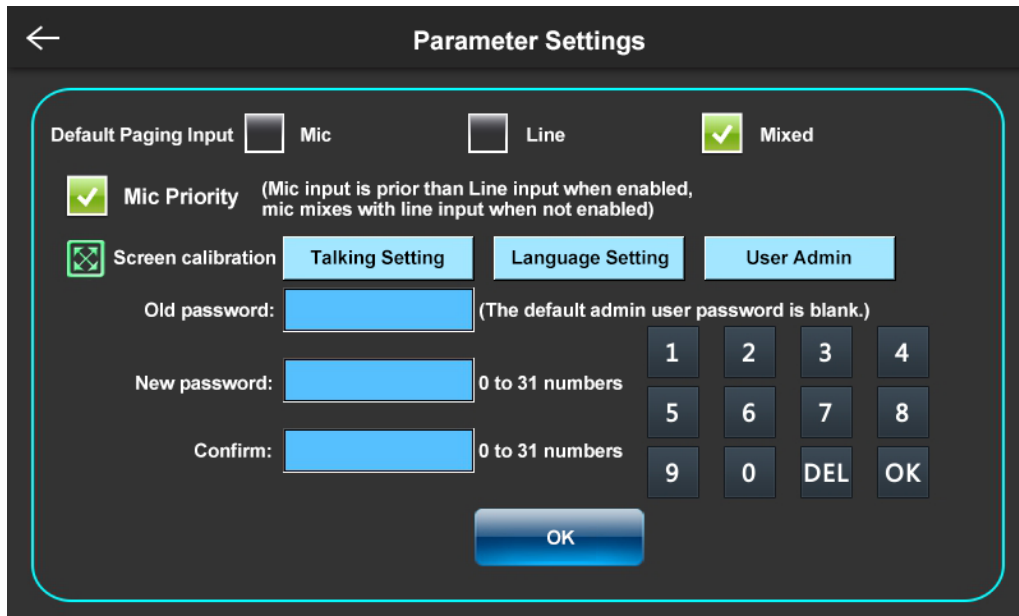 Parameter Settings
Default Paging Input Mic Line Mixed
Mic Priority (Mic input is prior than Line input when enabled,
mic mixes with line input when not enabled)
Screen calibration Talking Setting Language Setting User Admin
Old password: (The default admin user password is blank.)
1 2 3 4
New password: 0 to 31 numbers
5 6 7 8
Confirm: 0 to 31 numbers
9 0 DEL OK
OK